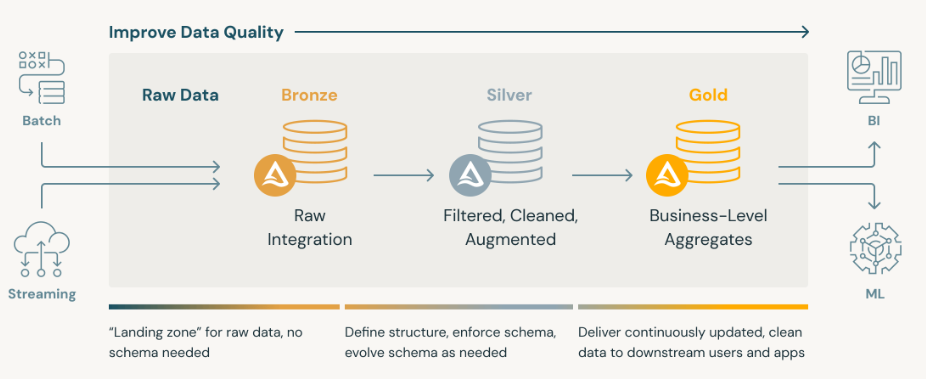 Improve Data Quality
Raw Data
Bronze
Silver
Gold
Batch
BI
Raw
Integration
Filtered, Cleaned,
Augmented
Business-Level
Aggregates
Streaming
ML
“Landing zone” for raw data, no
schema needed
Define structure, enforce schema,
evolve schema as needed
Deliver continuously updated, clean
data to downstream users and apps